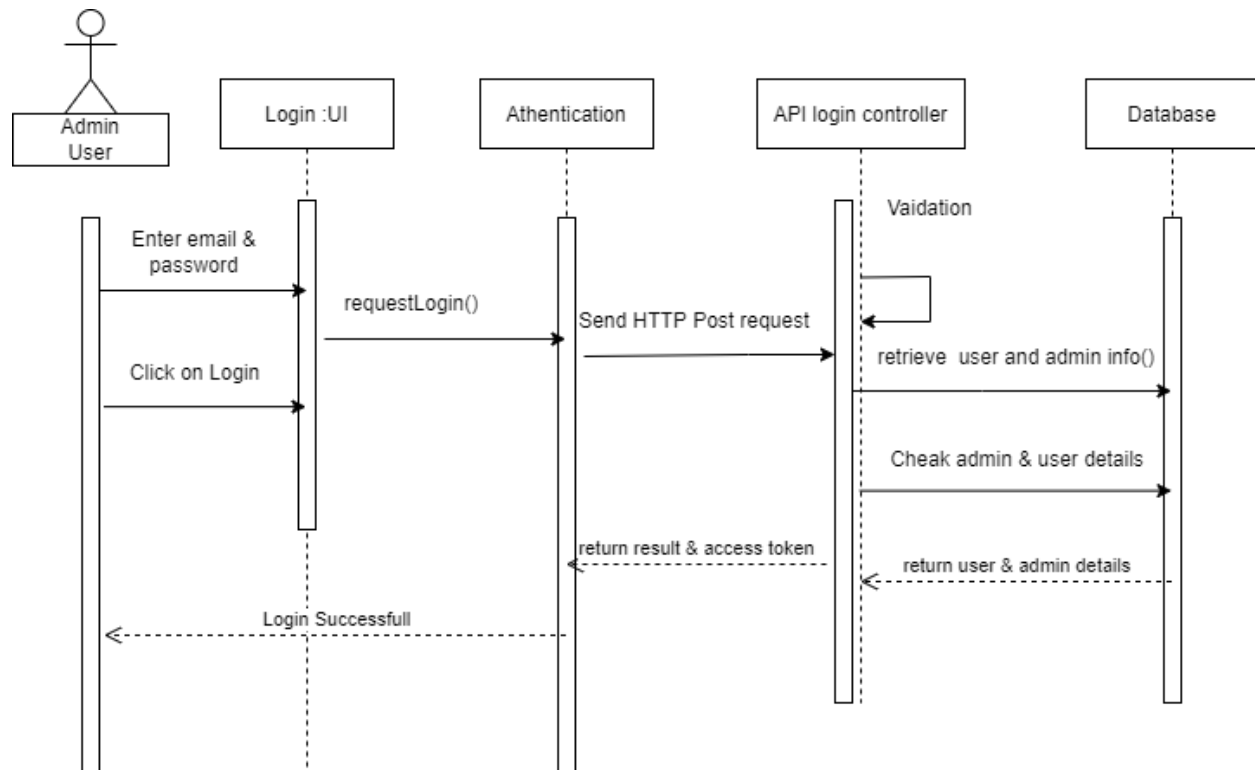 Admin
User
Login :UI
Athentication
API login controller
Database
Vaidation
Enter email &
password
requestLogin()
Send HTTP Post request
retrieve  user and admin info()
Click on Login
Cheak admin & user details
return result & access token
return user & admin details
Login Successfull